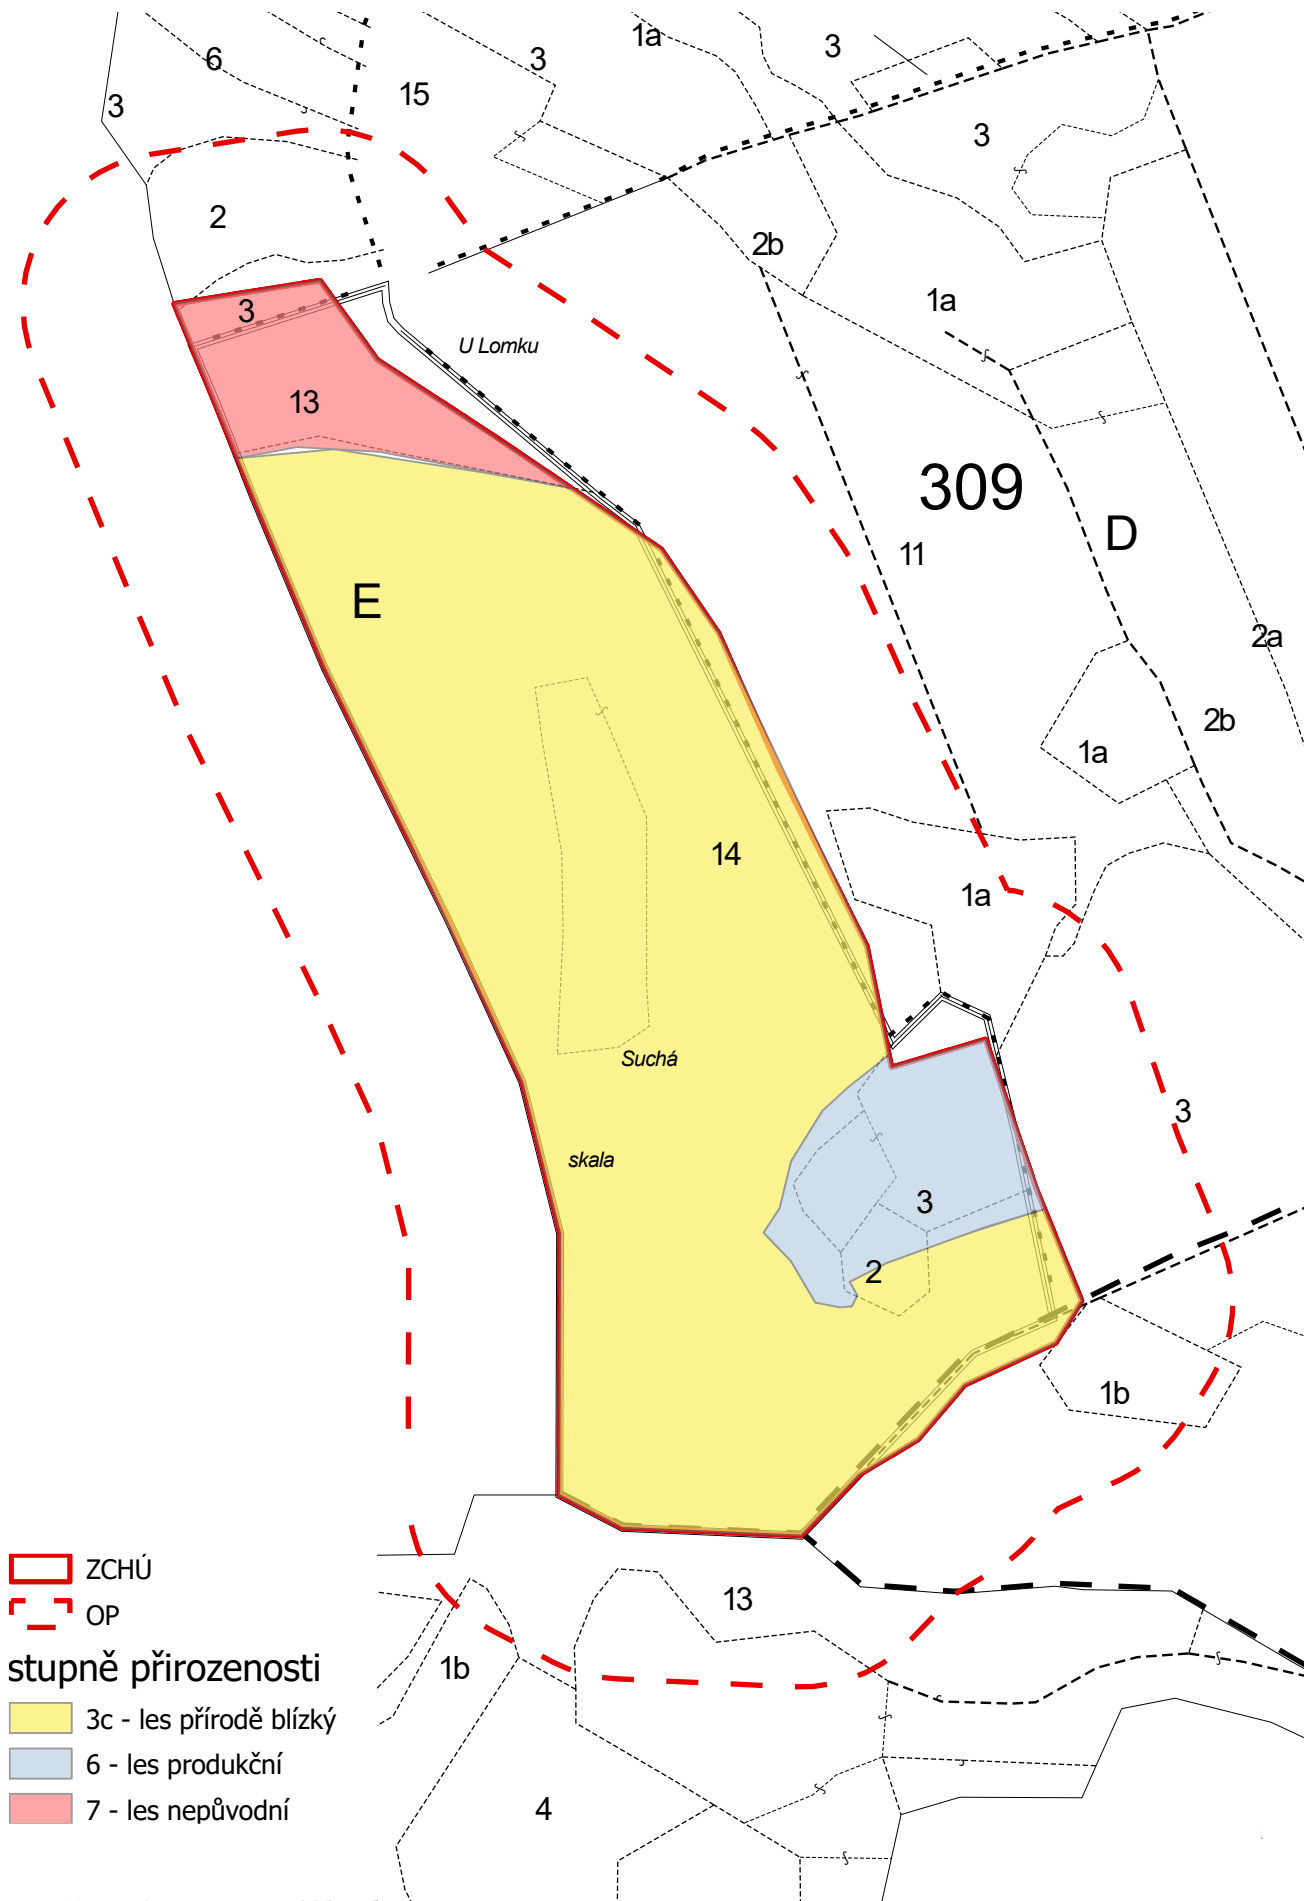 1a
3
3
6
15
3
3
2
2b
3
1a
U Lomku
13
309
D
11
E
2a
2b
1a
14
1a
Suchá
3
skala
3
2
1b
ZCHÚ
13
OP
stupně přirozenosti
1b
3c - les přírodě blízký
6 - les produkční
7 - les nepůvodní
4